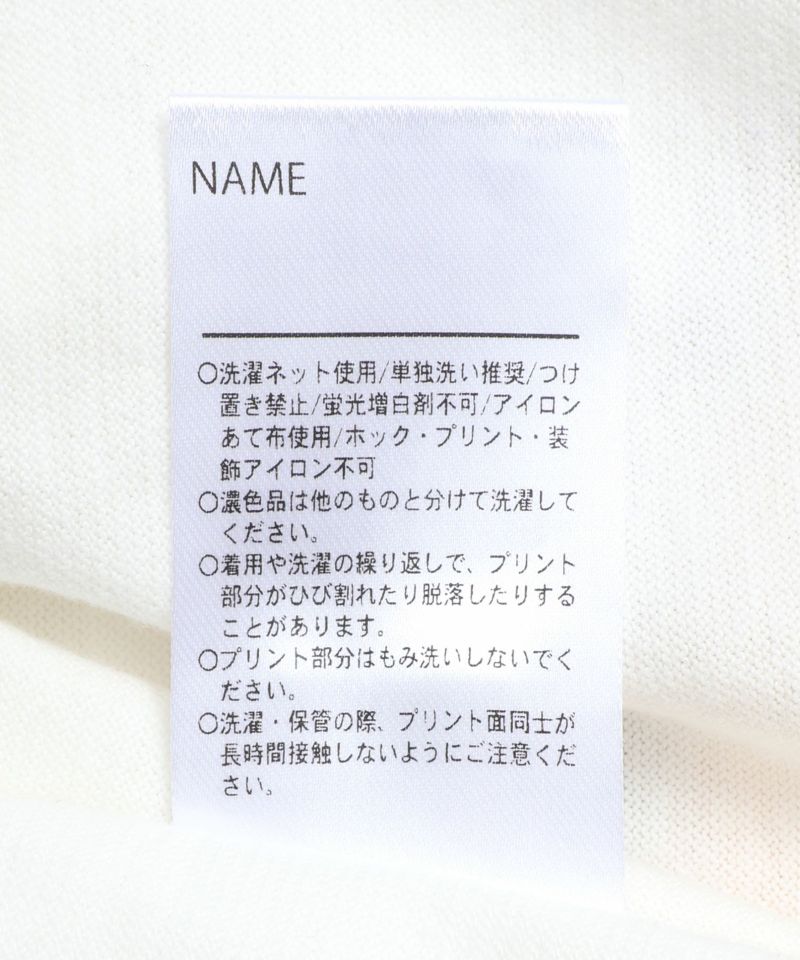 NAME
○洗濯ネット使用/単独洗い推奨/つけ
置き禁止/蛍光増白剤不可/アイロン
あて布使用/ホック・プリント・装
飾アイロン不可
○濃色品は他のものと分けて洗濯して
ください。
○着用や洗濯の繰り返しで、プリント
部分がひび割れたり脱落したりする
ことがあります。
○プリント部分はもみ洗いしないでく
ださい。
○洗濯・保管の際、プリント面同士が
長時間接触しないようにご注意くだ
さい。